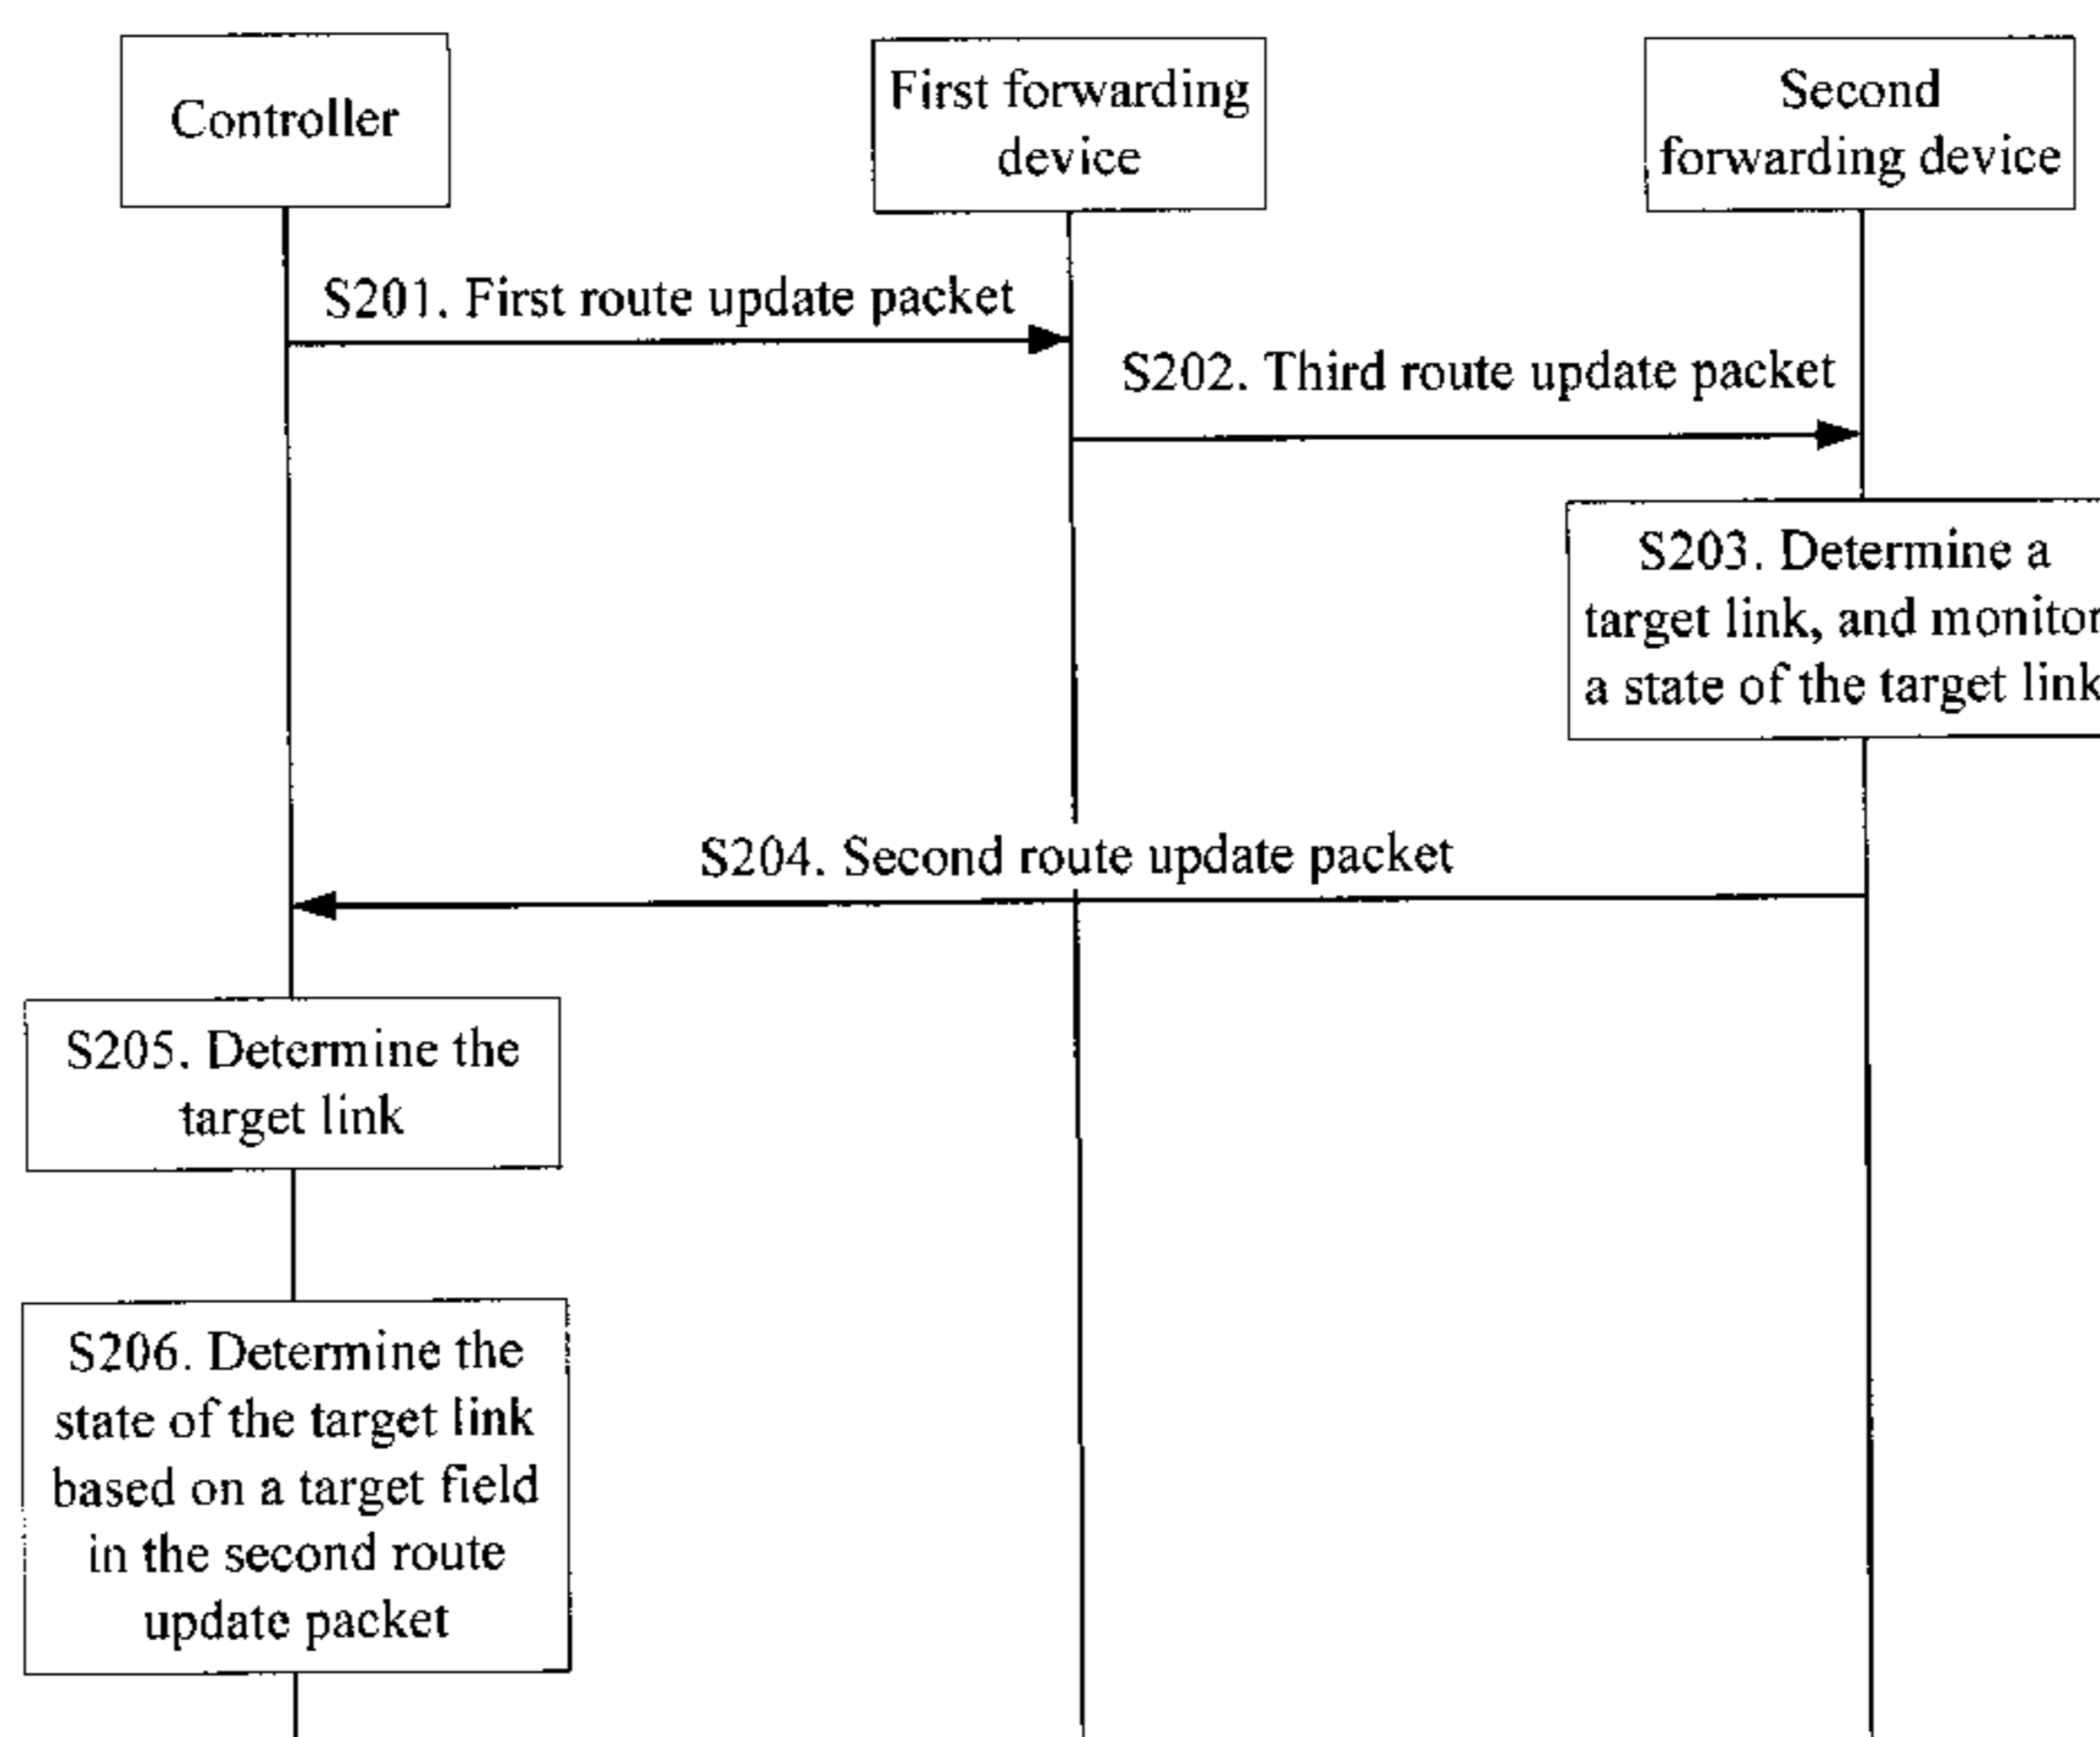 Controller
First forwarding
device
Second
forwarding device
S201. First route update packet
S202. Third route update packet
S203. Determine a
target link, and monitor
a state of the target link
S204. Second route update packet
S205. Determine the
target link
S206. Determine the
state of the target link
based on a target field
in the second route
update packet